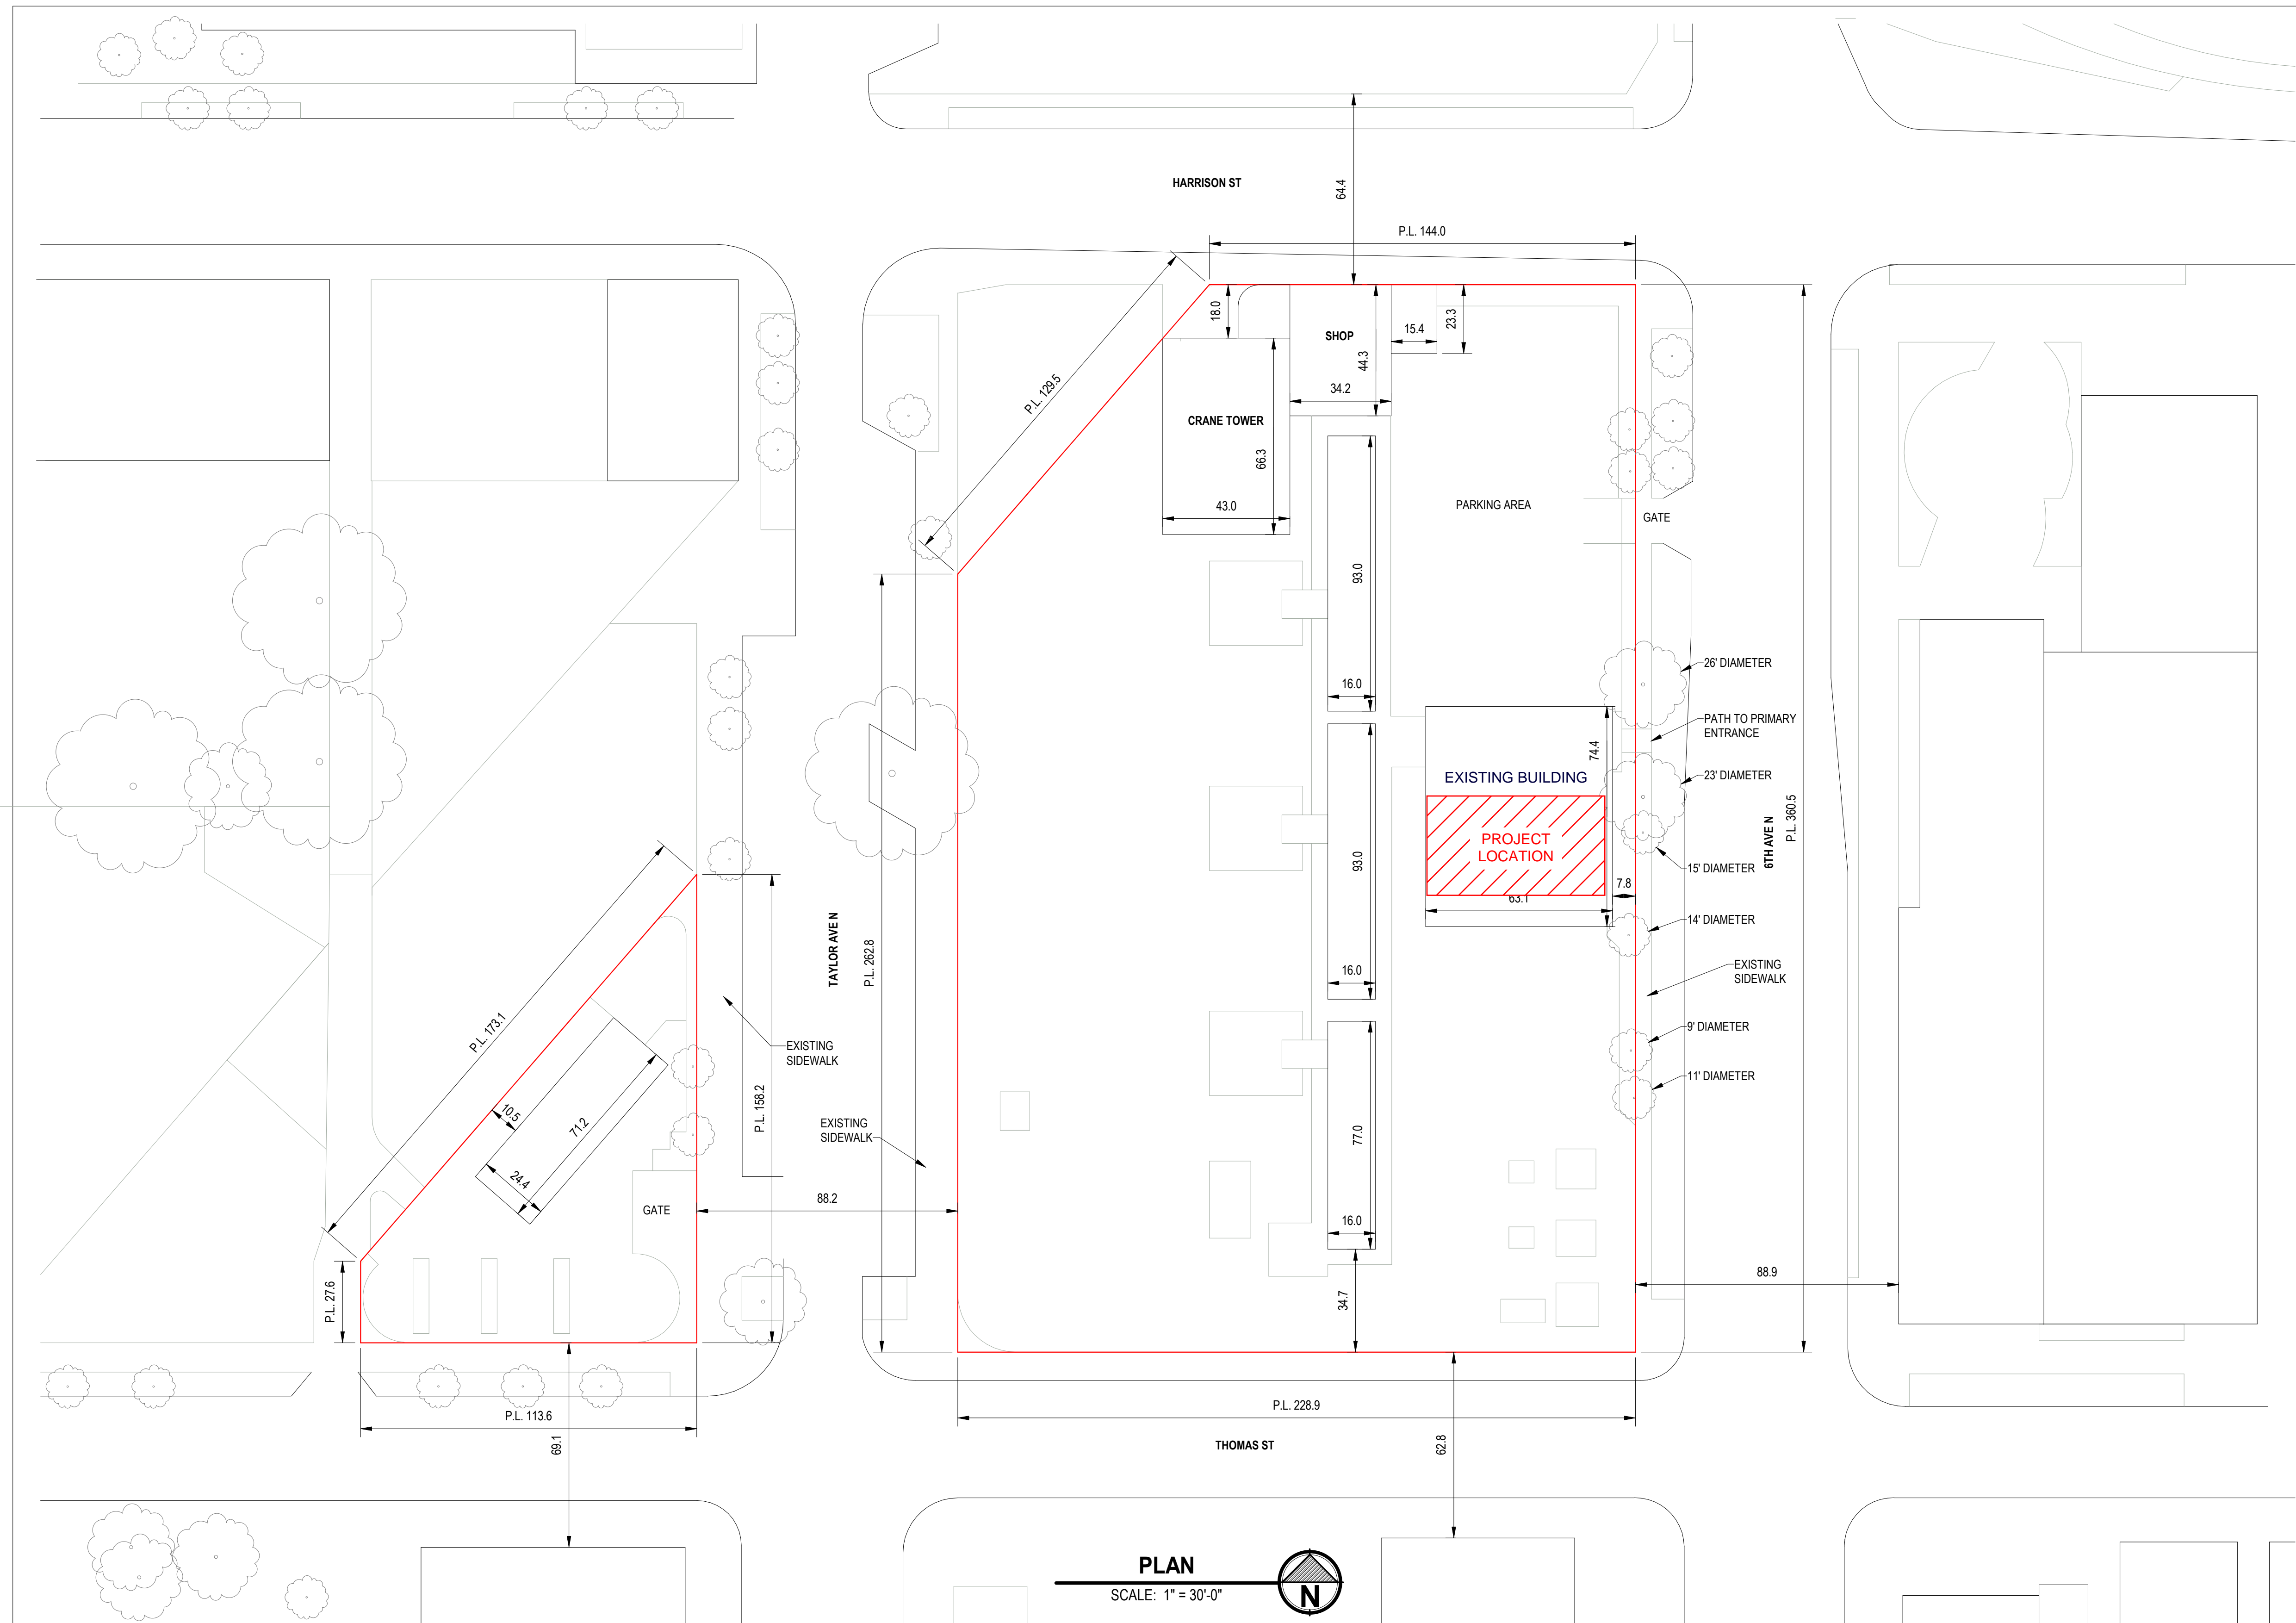 HARRISON ST
64.4
P.L. 144.0
18.0
SHOP
44.3
15.4
23.3
34.2
P.L. 129.5
CRANE TOWER
66.3
43.0
PARKING AREA
GATE
93.0
16.0
26' DIAMETER
PATH TO PRIMARY
ENTRANCE
74.4
EXISTING BUILDING
23' DIAMETER
P.L. 360.5
6TH AVE N
PROJECT
LOCATION
93.0
15' DIAMETER
7.8
63.1
14' DIAMETER
TAYLOR AVE N
P.L. 262.8
EXISTING
SIDEWALK
16.0
P.L. 173.1
9' DIAMETER
EXISTING
SIDEWALK
11' DIAMETER
P.L. 158.2
10.5
71.2
EXISTING
SIDEWALK
77.0
24.4
88.2
GATE
16.0
88.9
P.L. 27.6
34.7
P.L. 228.9
P.L. 113.6
69.1
THOMAS ST
62.8
PLAN
SCALE: 1" = 30'-0"
N